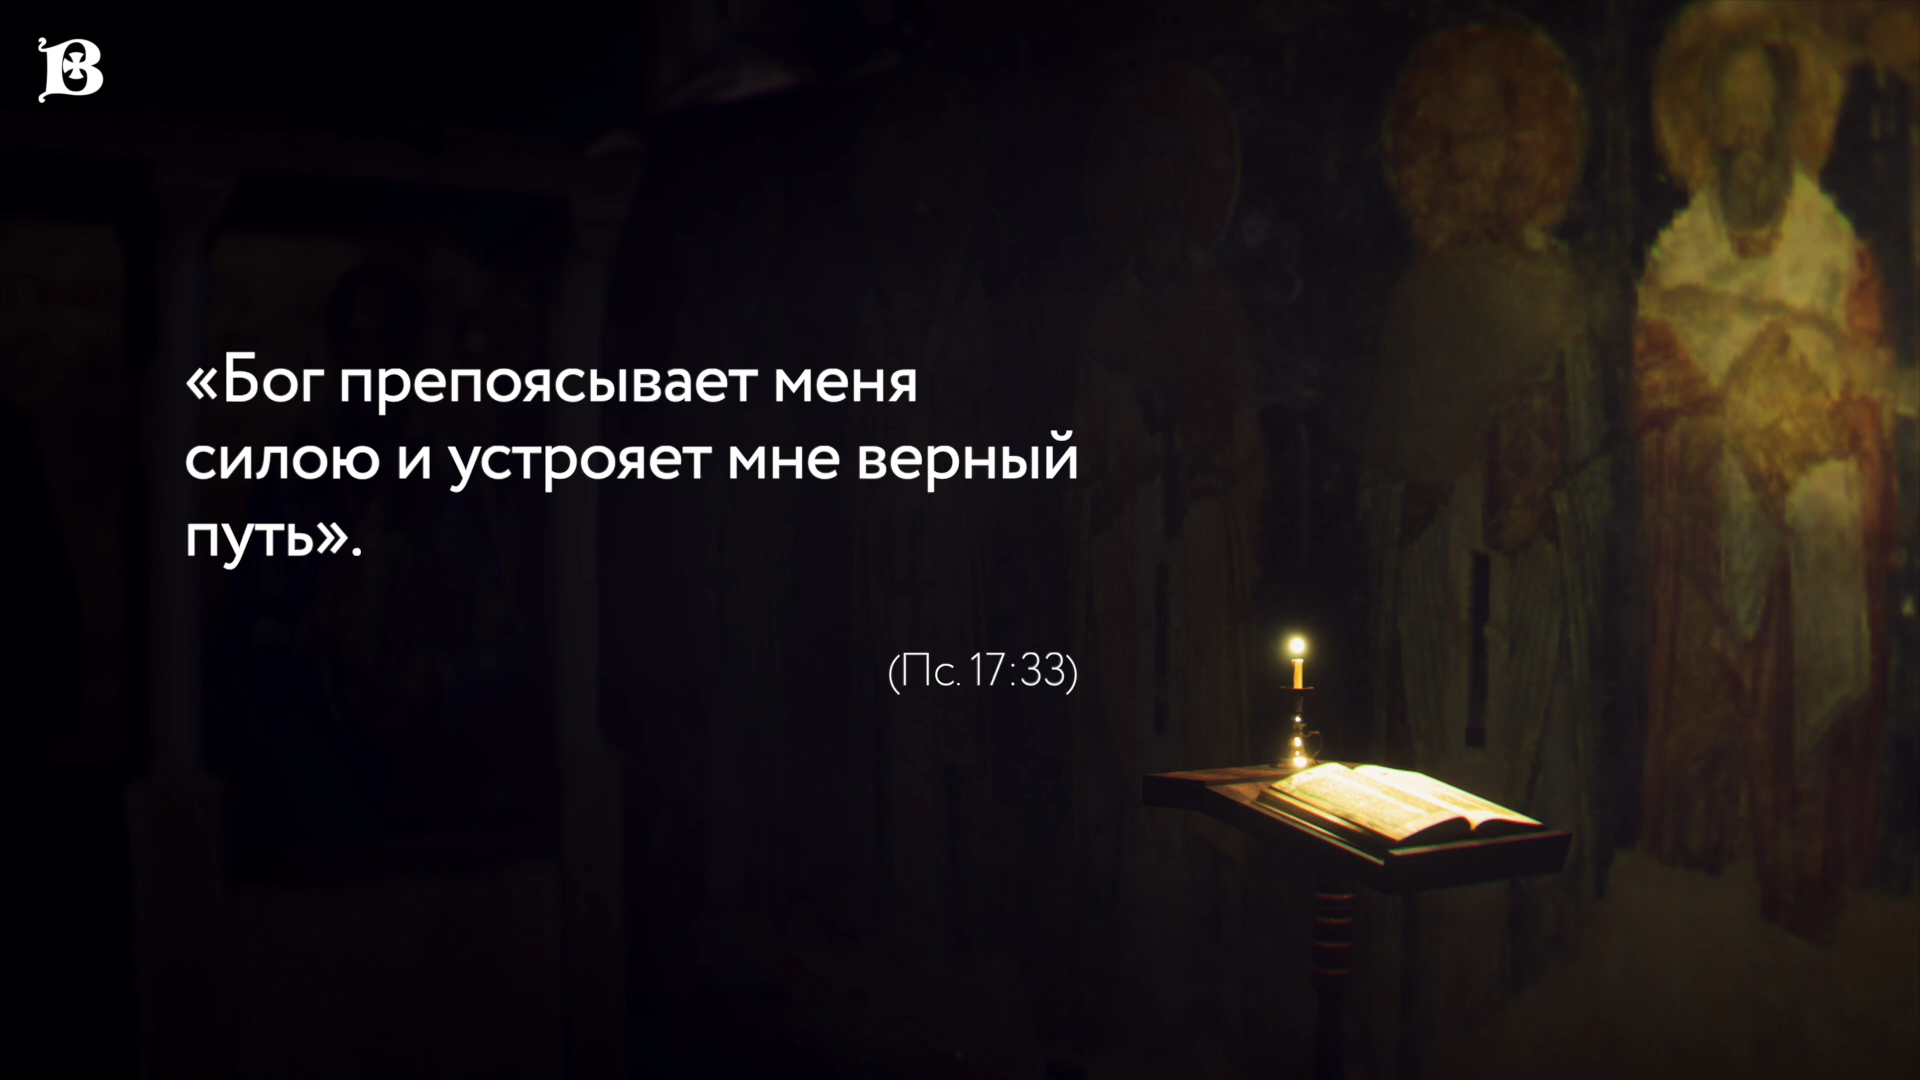 В
«Бог препоясывает меня
силою и устрояет мне верный
путь».
(Пс. 17:33)